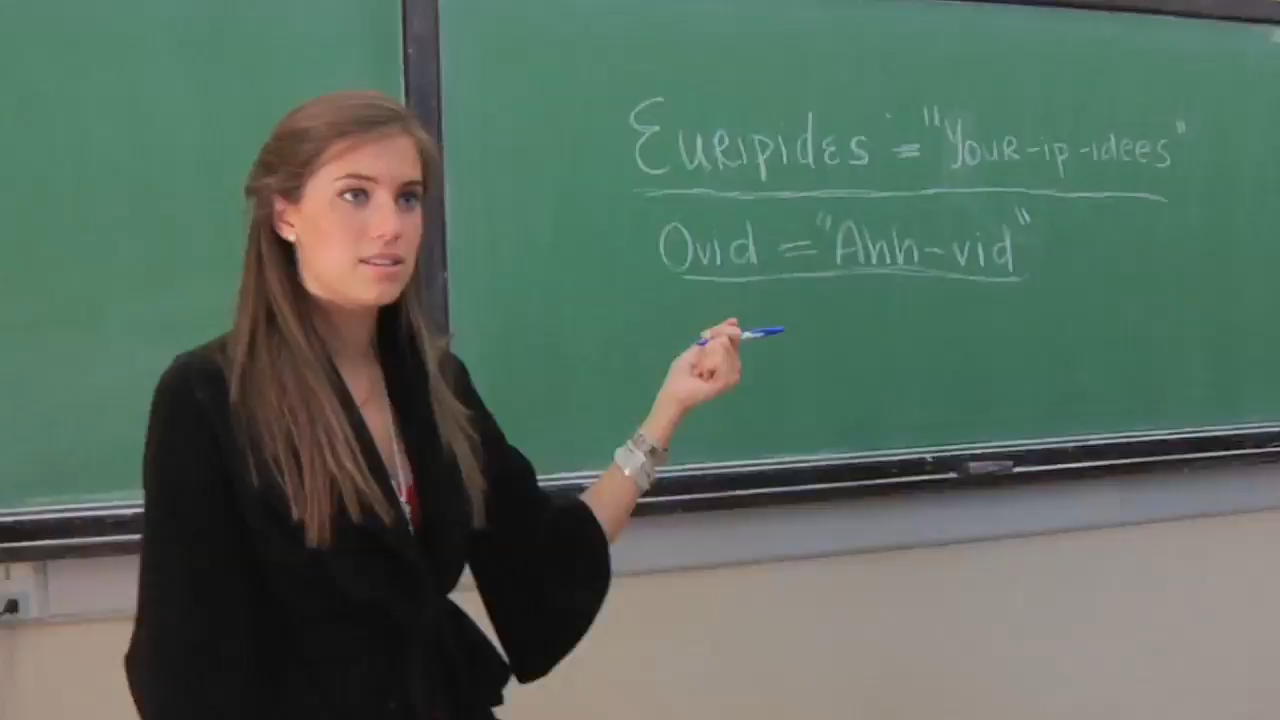 Euripides = "Your-ip-idees"
Ovid = "Ahh-vid"